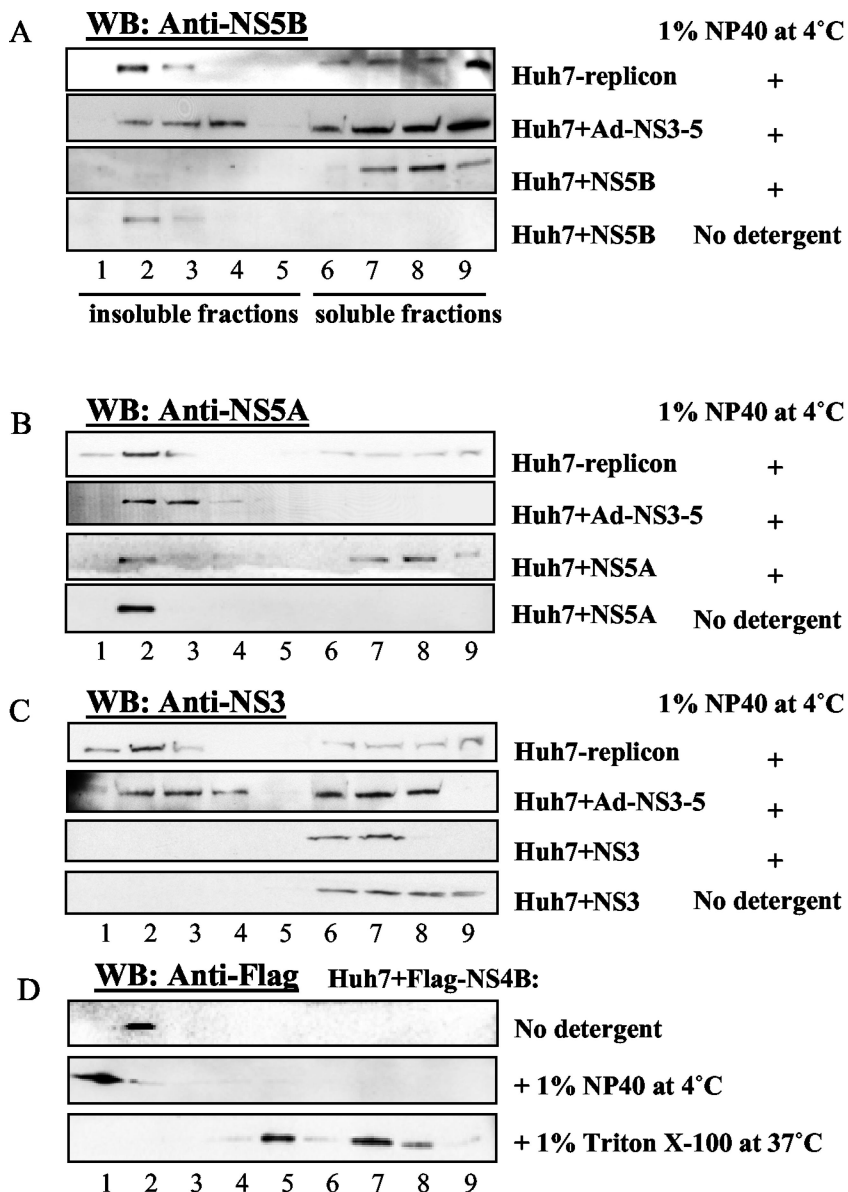 A
WB: Anti-NS5B
1% NP40 at 4˚C
Huh7-replicon +
Huh7+Ad-NS3-5 +
Huh7+NS5B +
Huh7+NS5B No detergent
1 2 3 4 5 6 7 8 9
insoluble fractions soluble fractions
B
WB: Anti-NS5A
1% NP40 at 4˚C
Huh7-replicon +
Huh7+Ad-NS3-5 +
Huh7+NS5A +
Huh7+NS5A No detergent
1 2 3 4 5 6 7 8 9
C
WB: Anti-NS3
1% NP40 at 4˚C
Huh7-replicon +
Huh7+Ad-NS3-5 +
Huh7+NS3 +
Huh7+NS3 No detergent
1 2 3 4 5 6 7 8 9
D
WB: Anti-Flag Huh7+Flag-NS4B:
No detergent
+ 1% NP40 at 4˚C
+ 1% Triton X-100 at 37˚C
1 2 3 4 5 6 7 8 9